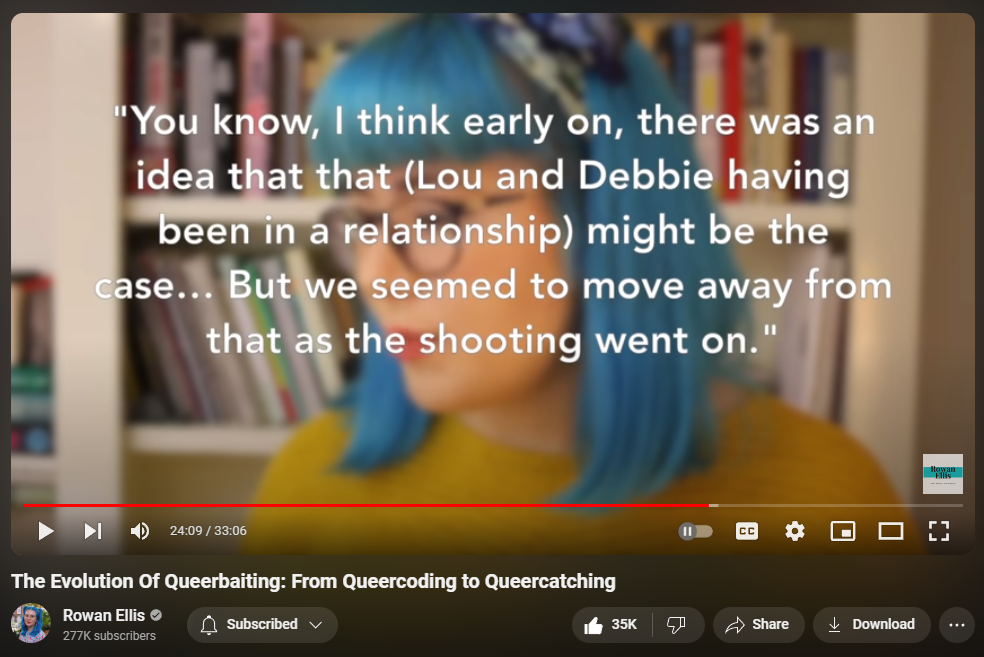 "You know, I think early on, there was an
idea that that (Lou and Debbie having
been in a relationship) might be the
case... But we seemed to move away from
that as the shooting went on."
Rowan
Ellis
24:09 / 33:06
CC
The Evolution Of Queerbaiting: From Queercoding to Queercatching
Rowan Ellis
277K subscribers
Subscribed
35K
Share
Download